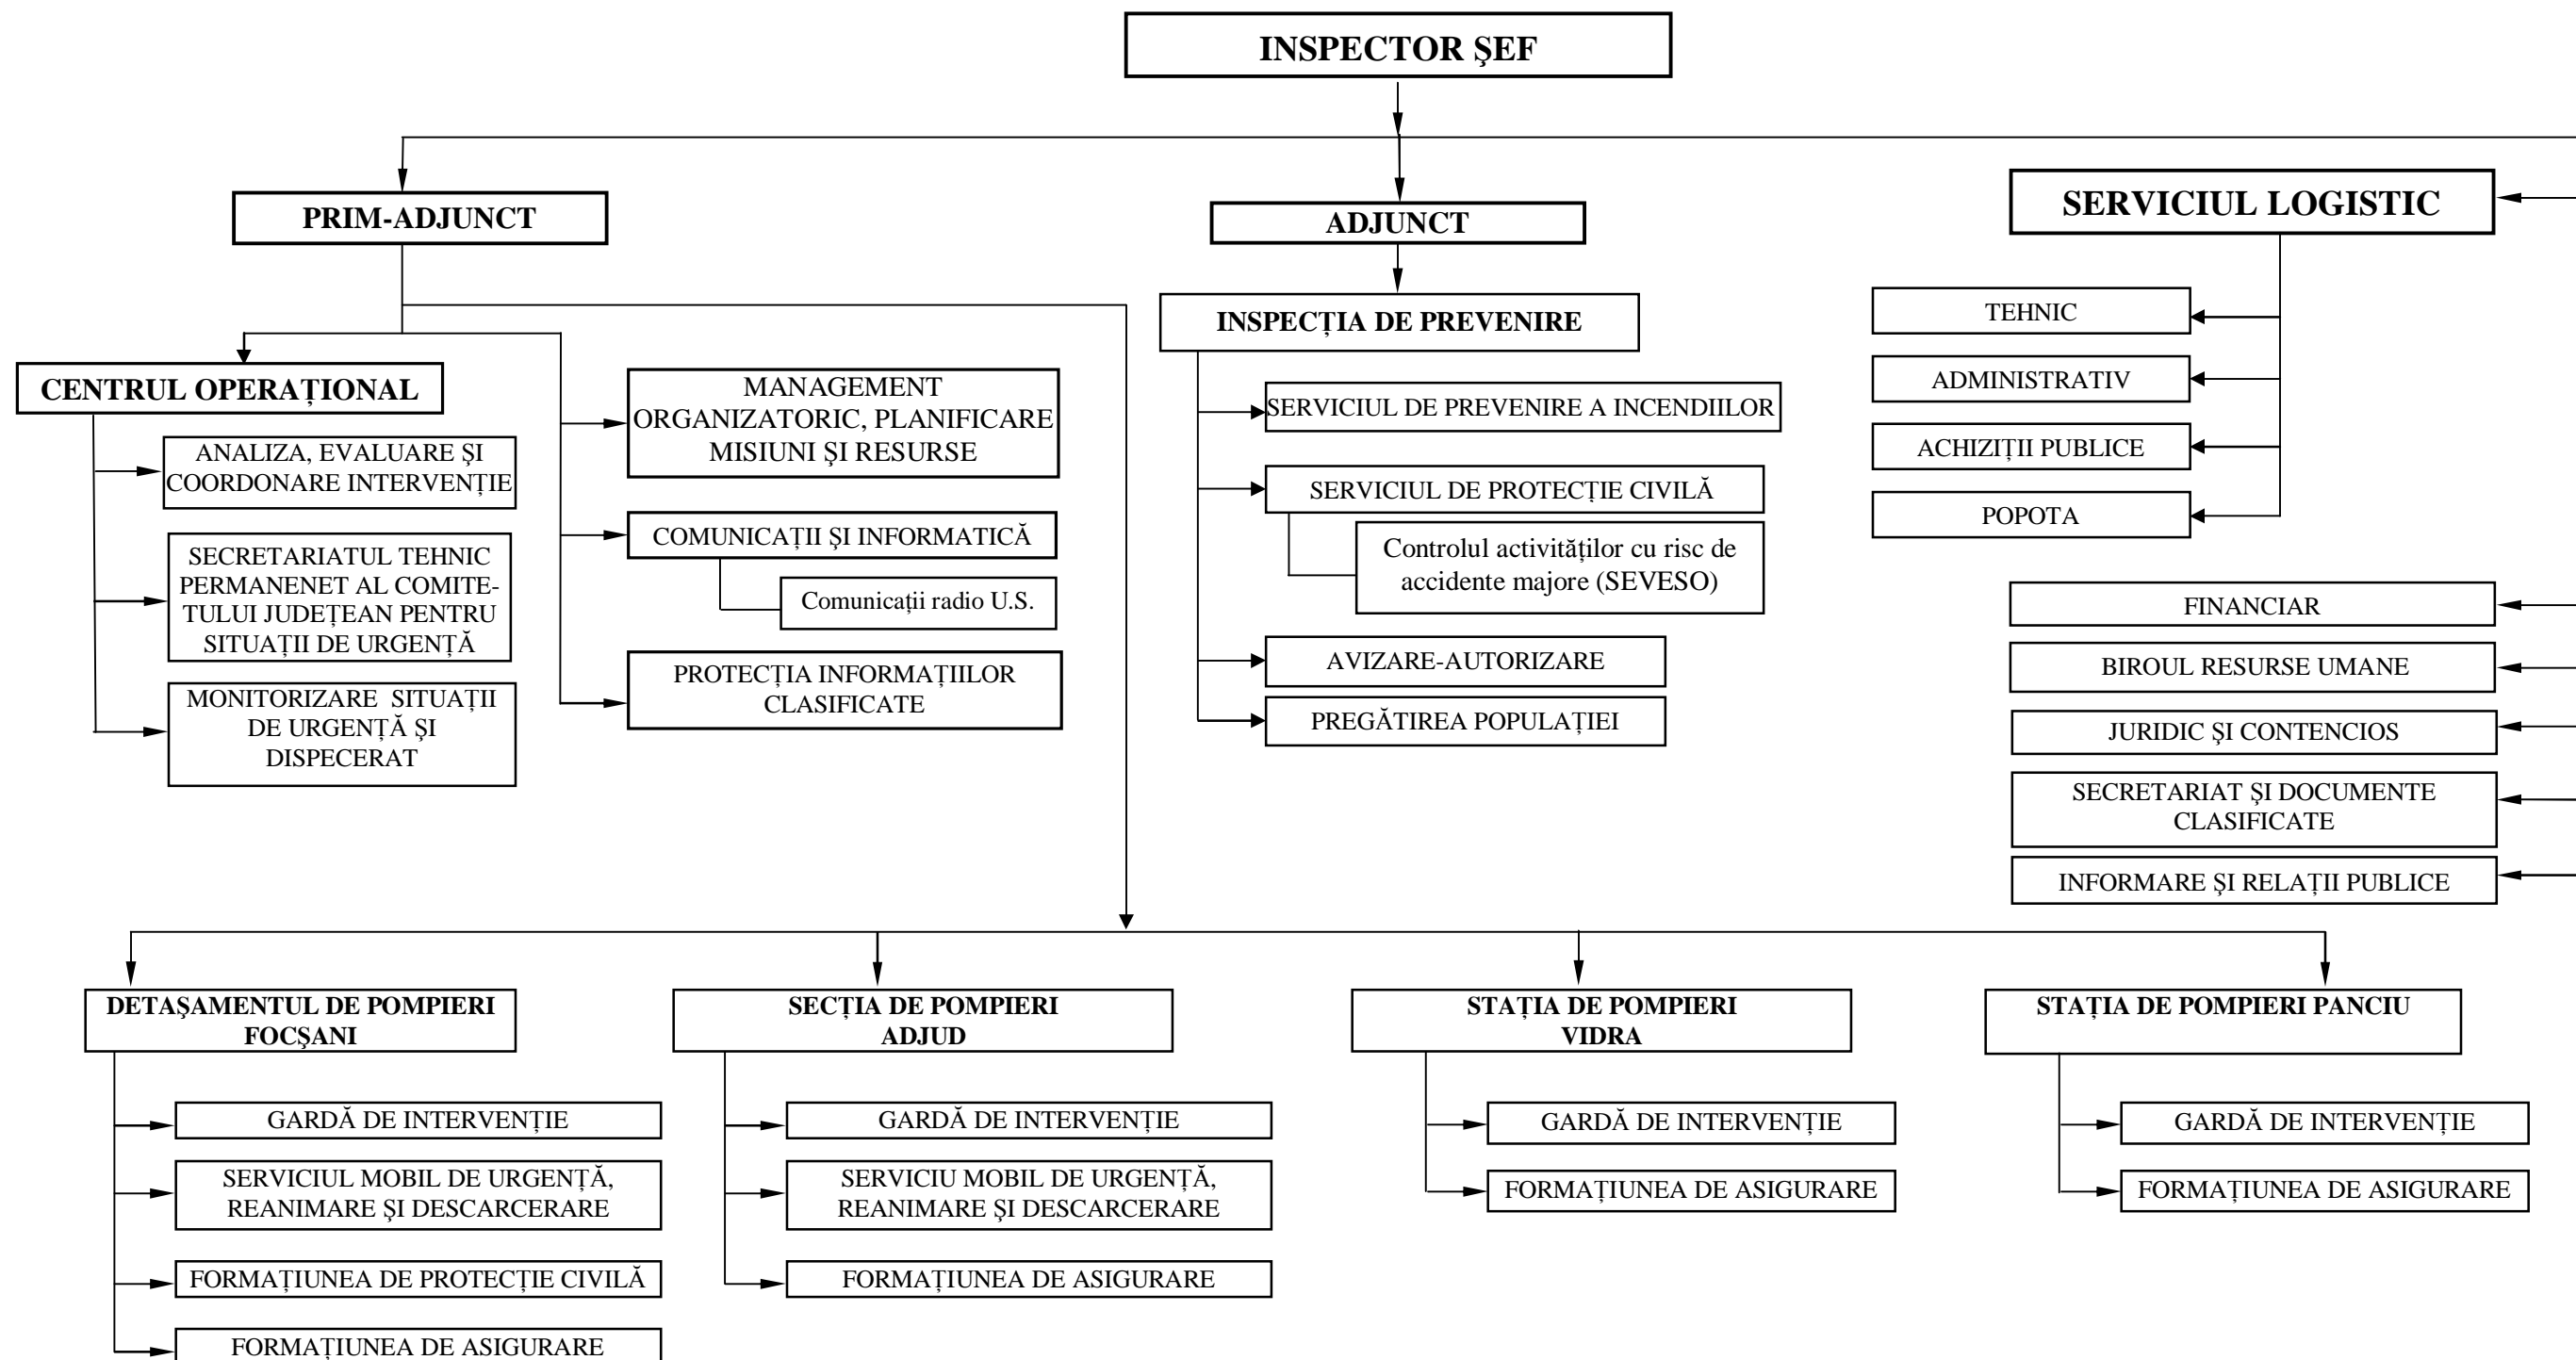 INSPECTOR ŞEF
PRIM-ADJUNCT
ADJUNCT
SERVICIUL LOGISTIC
CENTRUL OPERAȚIONAL
ANALIZA, EVALUARE ŞI
COORDONARE INTERVENȚIE
SECRETARIATUL TEHNIC
PERMANENET AL COMITE-
TULUI JUDEȚEAN PENTRU
SITUAȚII DE URGENȚĂ
MONITORIZARE SITUAȚII
DE URGENȚĂ ŞI
DISPECERAT
MANAGEMENT
ORGANIZATORIC, PLANIFICARE
MISIUNI ŞI RESURSE
COMUNICAȚII ŞI INFORMATICĂ
Comunicații radio U.S.
PROTECȚIA INFORMAȚIILOR
CLASIFICATE
INSPECȚIA DE PREVENIRE
SERVICIUL DE PREVENIRE A INCENDIILOR
SERVICIUL DE PROTECȚIE CIVILĂ
Controlul activităților cu risc de
accidente majore (SEVESO)
AVIZARE-AUTORIZARE
PREGĂTIREA POPULAȚIEI
TEHNIC
ADMINISTRATIV
ACHIZIȚII PUBLICE
POPOTA
FINANCIAR
BIROUL RESURSE UMANE
JURIDIC ŞI CONTENCIOS
SECRETARIAT ŞI DOCUMENTE
CLASIFICATE
INFORMARE ŞI RELAȚII PUBLICE
DETAŞAMENTUL DE POMPIERI
FOCŞANI
GARDĂ DE INTERVENȚIE
SERVICIUL MOBIL DE URGENȚĂ,
REANIMARE ŞI DESCARCERARE
FORMAȚIUNEA DE PROTECȚIE CIVILĂ
FORMAȚIUNEA DE ASIGURARE
SECȚIA DE POMPIERI
ADJUD
GARDĂ DE INTERVENȚIE
SERVICIU MOBIL DE URGENȚĂ,
REANIMARE ŞI DESCARCERARE
FORMAȚIUNEA DE ASIGURARE
STAȚIA DE POMPIERI
VIDRA
GARDĂ DE INTERVENȚIE
FORMAȚIUNEA DE ASIGURARE
STAȚIA DE POMPIERI PANCIU
GARDĂ DE INTERVENȚIE
FORMAȚIUNEA DE ASIGURARE